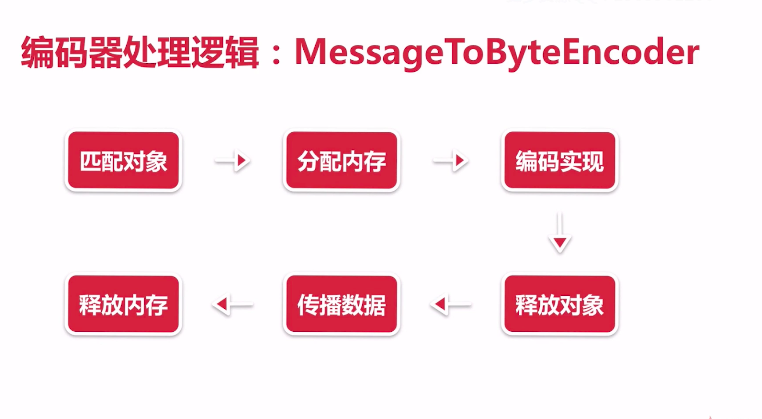 编码器处理逻辑：MessageToByteEncoder
匹配对象
分配内存
编码实现
释放对象
传播数据
释放内存